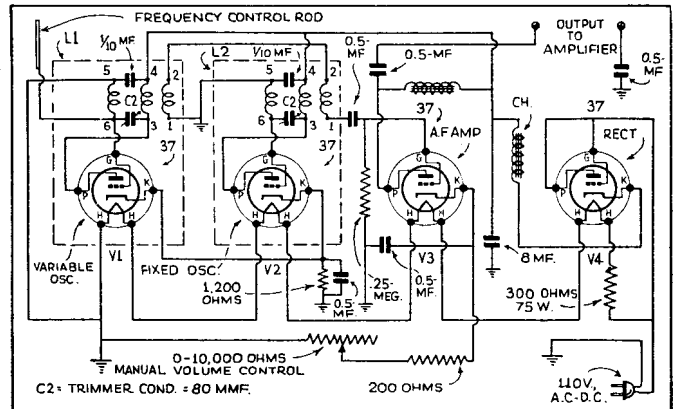 FREQUENCY CONTROL ROD
L1
1/10 MF.
5
4
2
C2
6
3
1
37
G
P
K
H
H
VARIABLE
OSC.
V1
L2
1/10 MF.
5
4
2
C2
6
3
1
37
G
P
K
H
H
FIXED OSC.
V2
1,200
OHMS
0.5-
MF.
0.5-
MF.
0.5-MF.
37
A.F. AMP
G
P
K
H
H
V3
.25-
MEG.
0.5-
MF.
OUTPUT
TO
AMPLIFIER
0.5-
MF.
CH.
37
RECT
G
P
K
H
H
V4
8 MF.
300 OHMS
75 W.
0-10,000 OHMS
MANUAL VOLUME CONTROL
200 OHMS
110V.,
A.C.-D.C.
C2= TRIMMER COND. = 80 MMF.